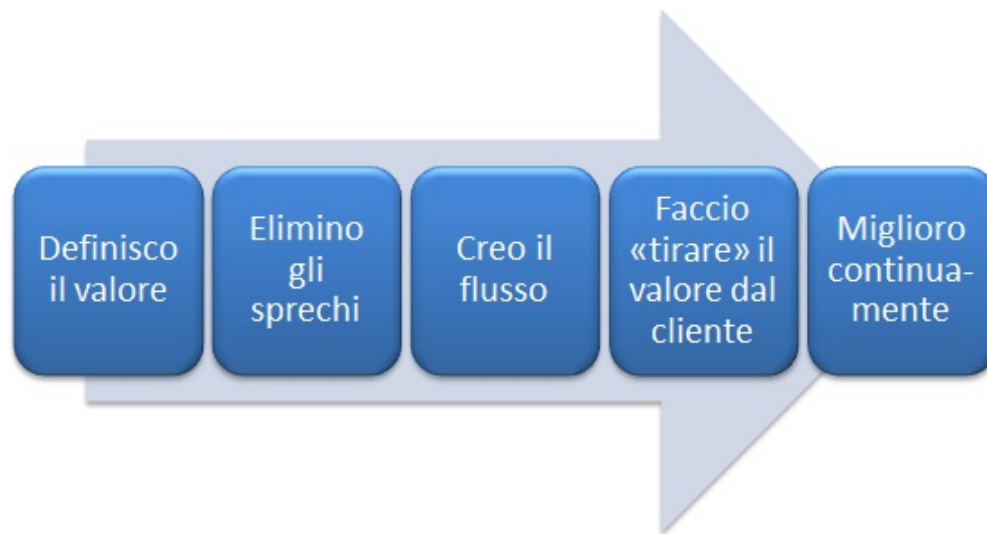 Definisco
il valore
Elimino
gli
sprechi
Creo il
flusso
Faccio
«tirare» il
valore dal
cliente
Miglioro
continua-
mente